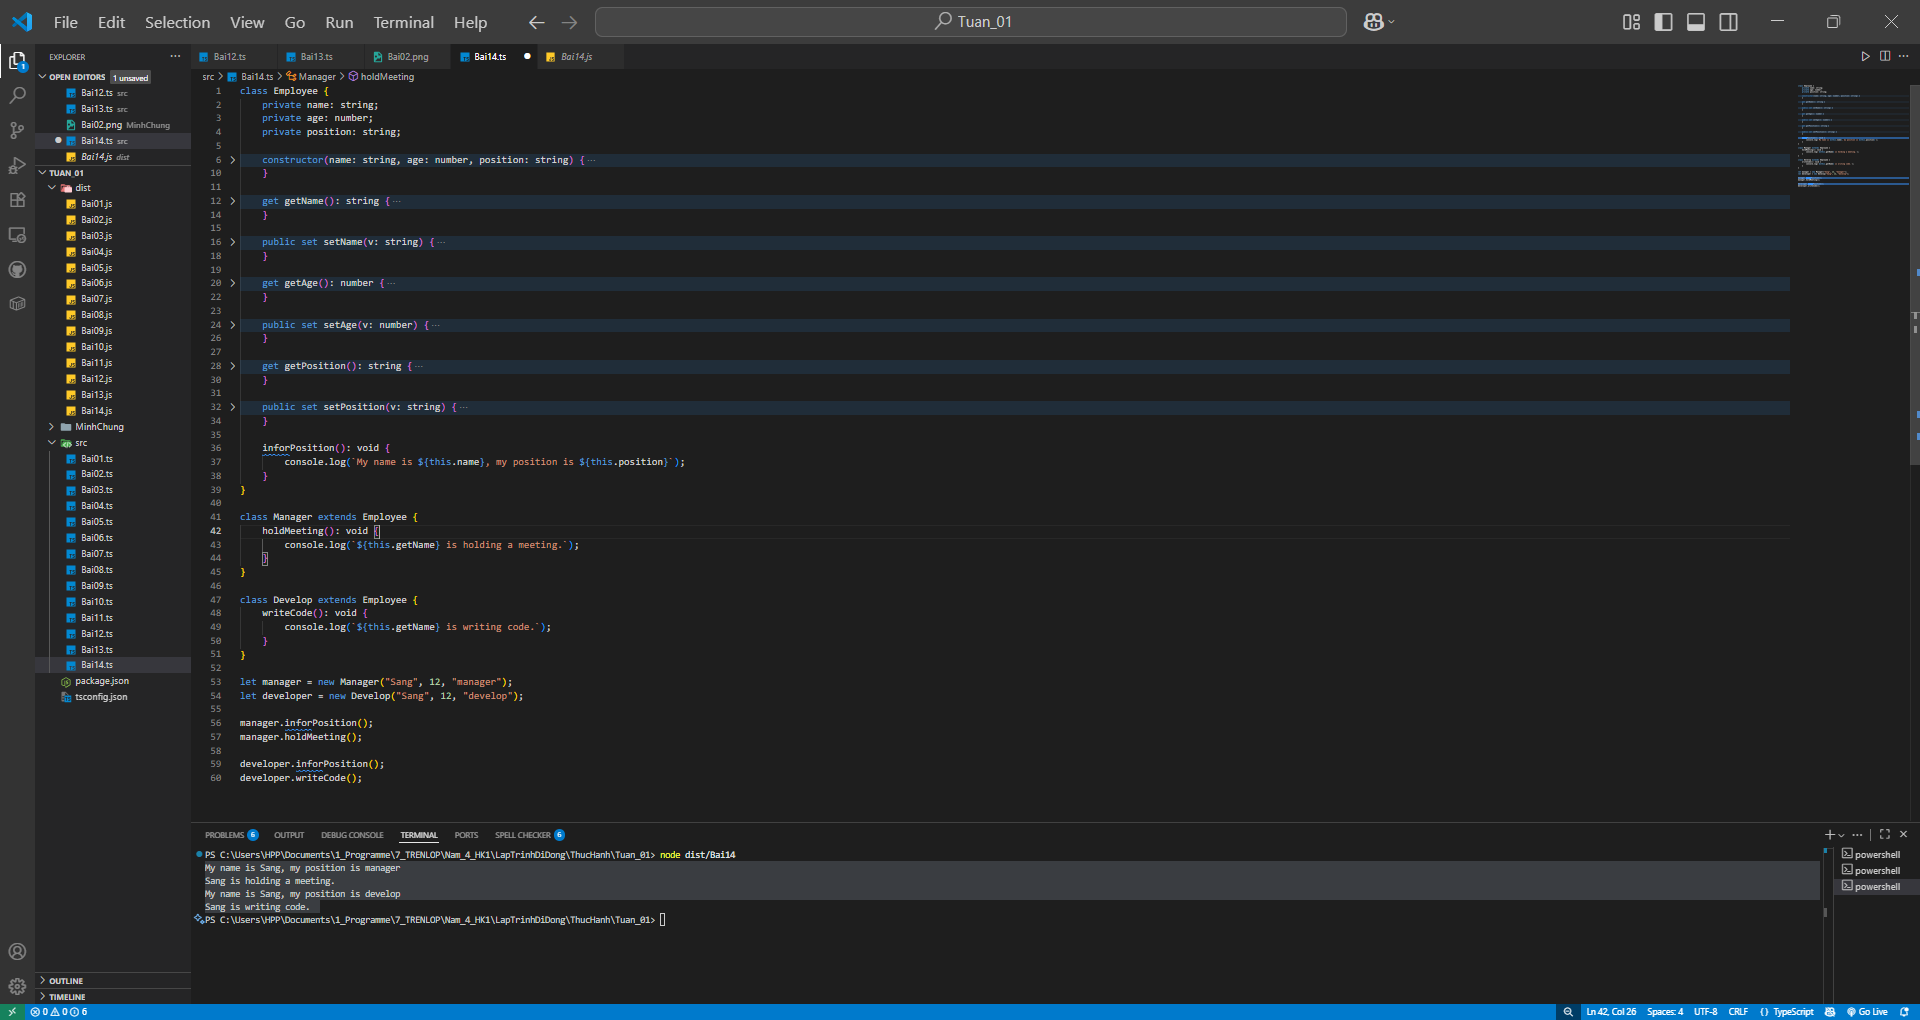 File Edit Selection View Go Run Terminal Help
Tuan_01
EXPLORER
OPEN EDITORS 1 unsaved
Bai12.ts src
Bai13.ts src
Bai02.png MinhChung
Bai14.ts src
Bai14.js dist
TUAN_01
dist
Bai01.js
Bai02.js
Bai03.js
Bai04.js
Bai05.js
Bai06.js
Bai07.js
Bai08.js
Bai09.js
Bai10.js
Bai11.js
Bai12.js
Bai13.js
Bai14.js
MinhChung
src
Bai01.ts
Bai02.ts
Bai03.ts
Bai04.ts
Bai05.ts
Bai06.ts
Bai07.ts
Bai08.ts
Bai09.ts
Bai10.ts
Bai11.ts
Bai12.ts
Bai13.ts
Bai14.ts
package.json
tsconfig.json
OUTLINE
TIMELINE
Bai12.ts Bai13.ts Bai02.png Bai14.ts Bai14.js
src > Bai14.ts > Manager > holdMeeting
1 class Employee {
2 private name: string;
3 private age: number;
4 private position: string;
5
6 constructor(name: string, age: number, position: string) { ...
10 }
11
12 get getName(): string { ...
14 }
15
16 public set setName(v: string) { ...
18 }
19
20 get getAge(): number { ...
22 }
23
24 public set setAge(v: number) { ...
26 }
27
28 get getPosition(): string { ...
30 }
31
32 public set setPosition(v: string) { ...
34 }
35
36 inforPosition(): void {
37 console.log(`My name is ${this.name}, my position is ${this.position}`);
38 }
39 }
40
41 class Manager extends Employee {
42 holdMeeting(): void {
43 console.log(`${this.getName} is holding a meeting.`);
44 }
45 }
46
47 class Develop extends Employee {
48 writeCode(): void {
49 console.log(`${this.getName} is writing code.`);
50 }
51 }
52
53 let manager = new Manager("Sang", 12, "manager");
54 let developer = new Develop("Sang", 12, "develop");
55
56 manager.inforPosition();
57 manager.holdMeeting();
58
59 developer.inforPosition();
60 developer.writeCode();
PROBLEMS 6 OUTPUT DEBUG CONSOLE TERMINAL PORTS SPELL CHECKER 6
PS C:\Users\HPP\Documents\1_Programme\7_TRENLOP\Nam_4_HK1\LapTrinhDiDong\ThucHanh\Tuan_01> node dist/Bai14
My name is Sang, my position is manager
Sang is holding a meeting.
My name is Sang, my position is develop
Sang is writing code.
PS C:\Users\HPP\Documents\1_Programme\7_TRENLOP\Nam_4_HK1\LapTrinhDiDong\ThucHanh\Tuan_01>
powershell
powershell
powershell
0 0 6 Ln 42, Col 26 Spaces: 4 UTF-8 CRLF {} TypeScript Go Live